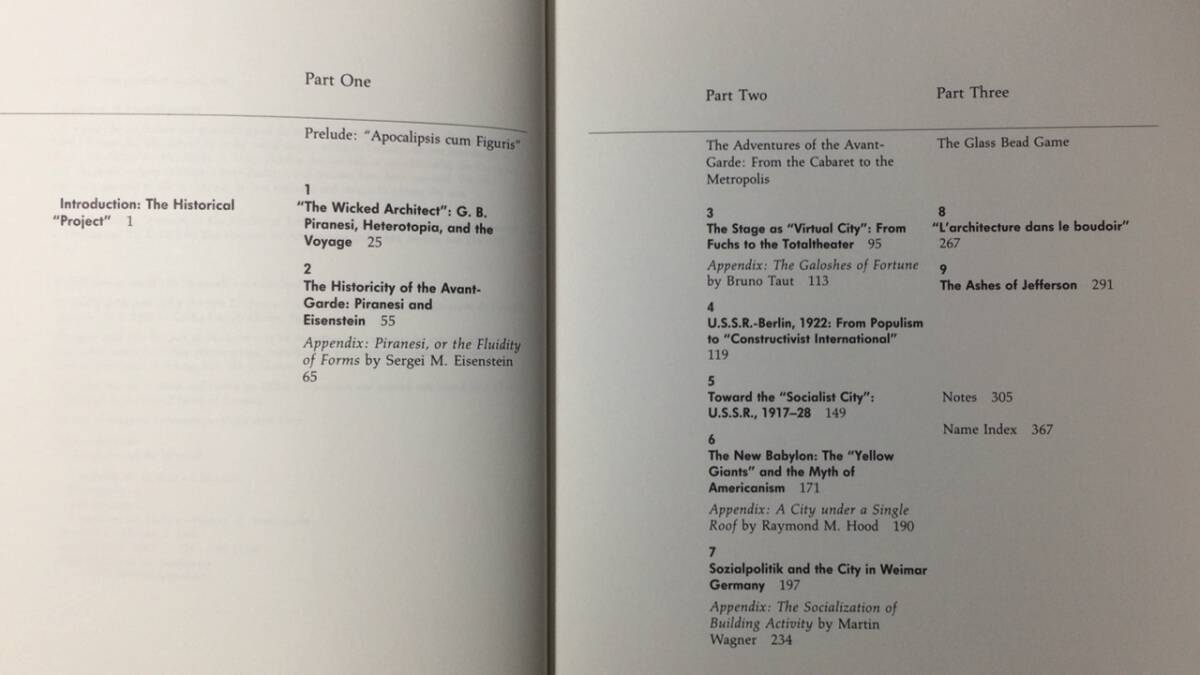 Introduction: The Historical
"Project" 1
Part One
Prelude: "Apocalipsis cum Figuris"
1
"The Wicked Architect": G. B.
Piranesi, Heterotopia, and the
Voyage 25
2
The Historicity of the Avant-
Garde: Piranesi and
Eisenstein 55
Appendix: Piranesi, or the Fluidity
of Forms by Sergei M. Eisenstein
65
Part Two
The Adventures of the Avant-
Garde: From the Cabaret to the
Metropolis
3
The Stage as "Virtual City": From
Fuchs to the Totaltheater 95
Appendix: The Galoshes of Fortune
by Bruno Taut 113
4
U.S.S.R.-Berlin, 1922: From Populism
to "Constructivist International"
119
5
Toward the "Socialist City":
U.S.S.R., 1917–28 149
6
The New Babylon: The "Yellow
Giants" and the Myth of
Americanism 171
Appendix: A City under a Single
Roof by Raymond M. Hood 190
7
Sozialpolitik and the City in Weimar
Germany 197
Appendix: The Socialization of
Building Activity by Martin
Wagner 234
Part Three
The Glass Bead Game
8
"L'architecture dans le boudoir"
267
9
The Ashes of Jefferson 291
Notes 305
Name Index 367